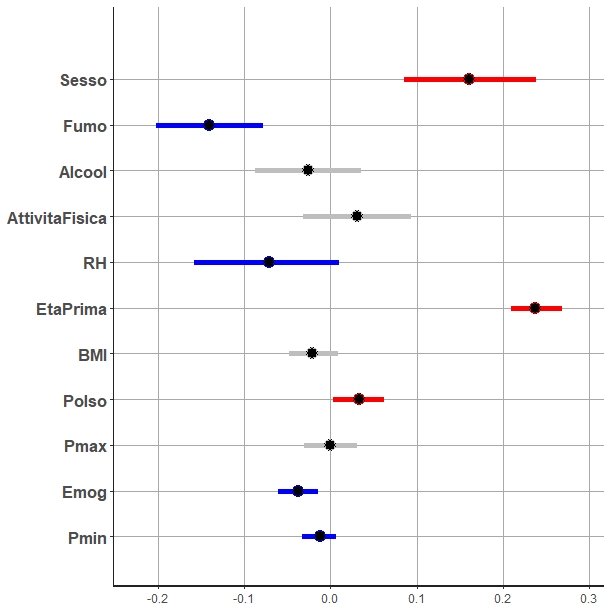 Sesso
Fumo
Alcool
AttivitaFisica
RH
EtaPrima
BMI
Polso
Pmax
Emog
Pmin
-0.2 -0.1 0.0 0.1 0.2 0.3